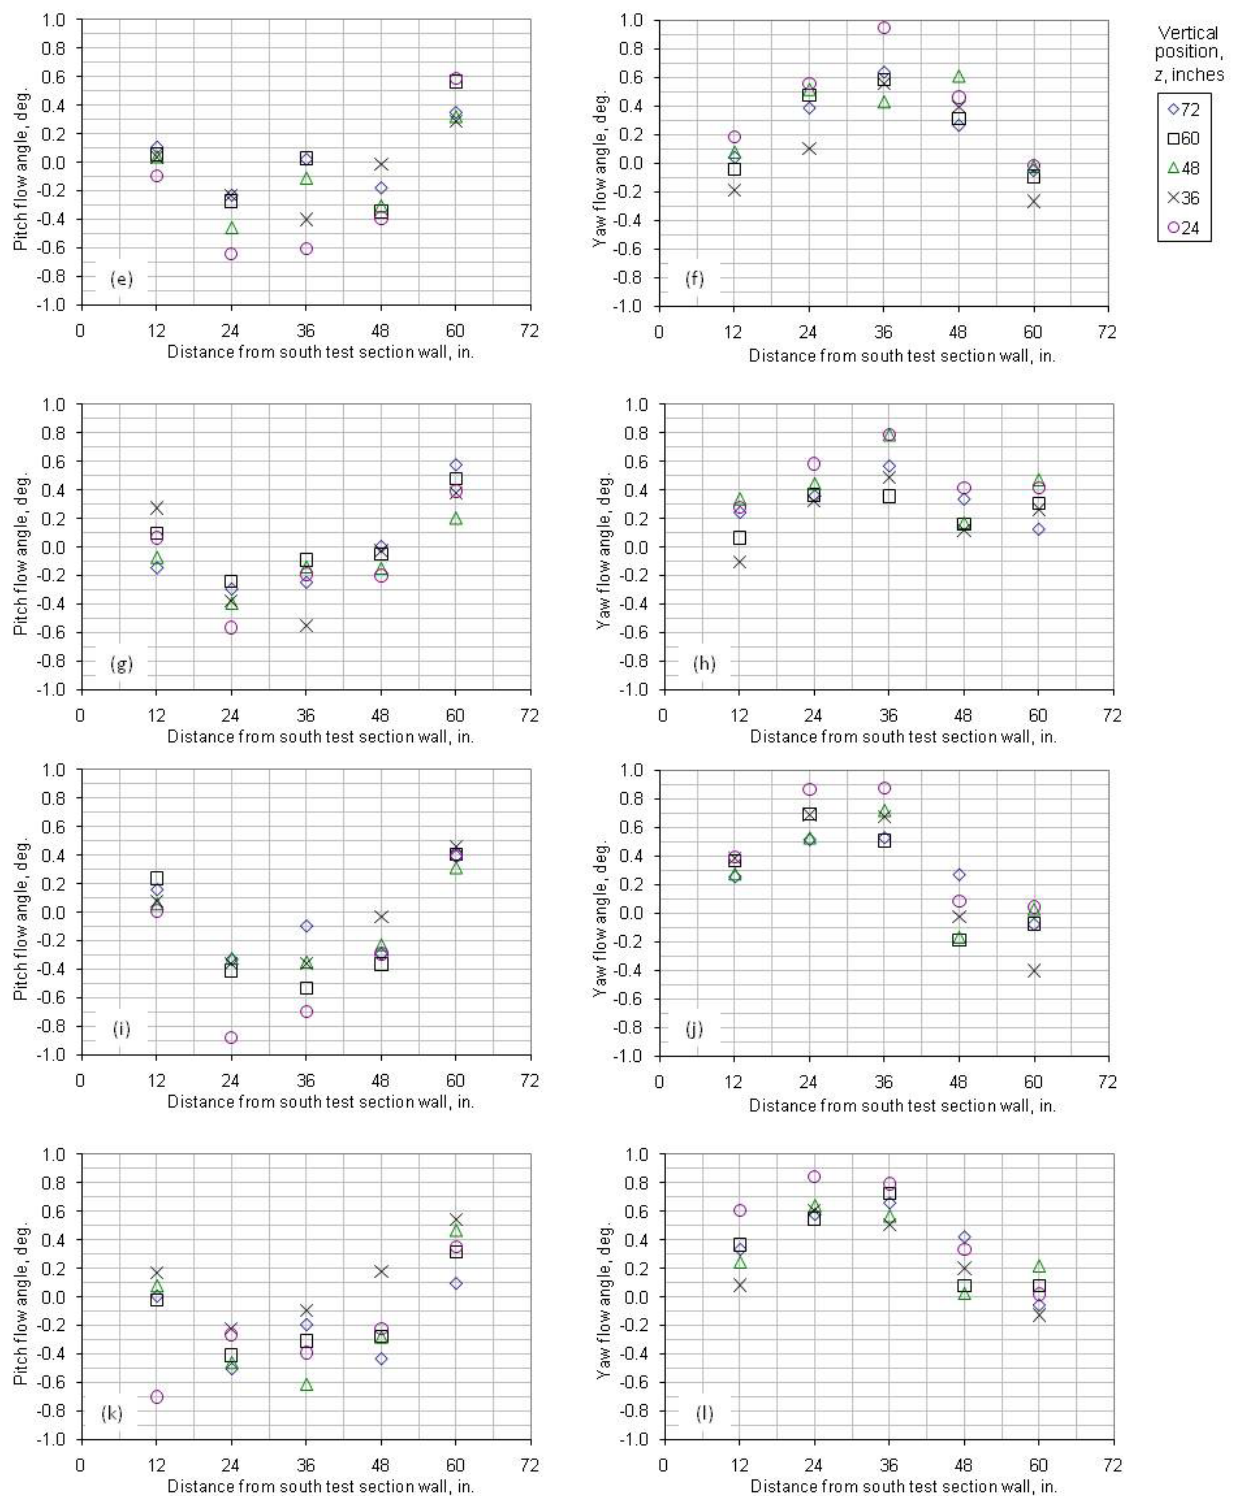 1.0
0.8
0.6
0.4
0.2
0.0
-0.2
-0.4
-0.6
-0.8
-1.0
Pitch flow angle, deg.
(e)
0 12 24 36 48 60 72
Distance from south test section wall, in.
1.0
0.8
0.6
0.4
0.2
0.0
-0.2
-0.4
-0.6
-0.8
-1.0
Yaw flow angle, deg.
(f)
0 12 24 36 48 60 72
Distance from south test section wall, in.
Vertical
position,
z, inches
72
60
48
36
24
1.0
0.8
0.6
0.4
0.2
0.0
-0.2
-0.4
-0.6
-0.8
-1.0
Pitch flow angle, deg.
(g)
0 12 24 36 48 60 72
Distance from south test section wall, in.
1.0
0.8
0.6
0.4
0.2
0.0
-0.2
-0.4
-0.6
-0.8
-1.0
Yaw flow angle, deg.
(h)
0 12 24 36 48 60 72
Distance from south test section wall, in.
1.0
0.8
0.6
0.4
0.2
0.0
-0.2
-0.4
-0.6
-0.8
-1.0
Pitch flow angle, deg.
(i)
0 12 24 36 48 60 72
Distance from south test section wall, in.
1.0
0.8
0.6
0.4
0.2
0.0
-0.2
-0.4
-0.6
-0.8
-1.0
Yaw flow angle, deg.
(j)
0 12 24 36 48 60 72
Distance from south test section wall, in.
1.0
0.8
0.6
0.4
0.2
0.0
-0.2
-0.4
-0.6
-0.8
-1.0
Pitch flow angle, deg.
(k)
0 12 24 36 48 60 72
Distance from south test section wall, in.
1.0
0.8
0.6
0.4
0.2
0.0
-0.2
-0.4
-0.6
-0.8
-1.0
Yaw flow angle, deg.
(l)
0 12 24 36 48 60 72
Distance from south test section wall, in.